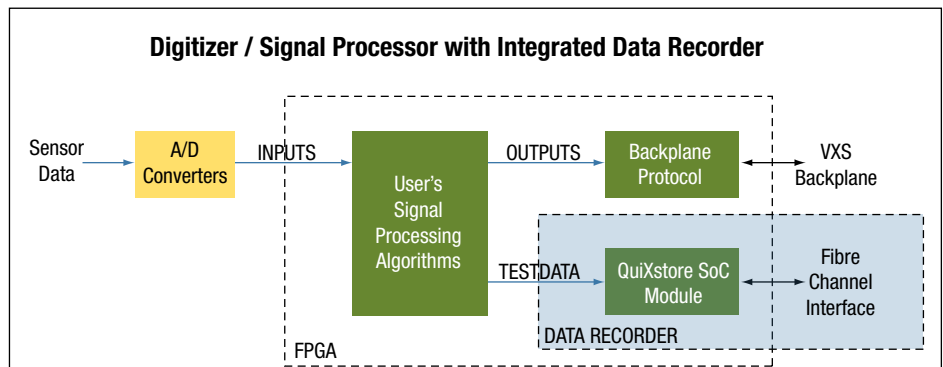 Digitizer / Signal Processor with Integrated Data Recorder
Sensor
Data
A/D
Converters
INPUTS
User's
Signal
Processing
Algorithms
OUTPUTS
Backplane
Protocol
VXS
Backplane
TESTDATA
QuiXstore SoC
Module
Fibre
Channel
Interface
DATA RECORDER
FPGA